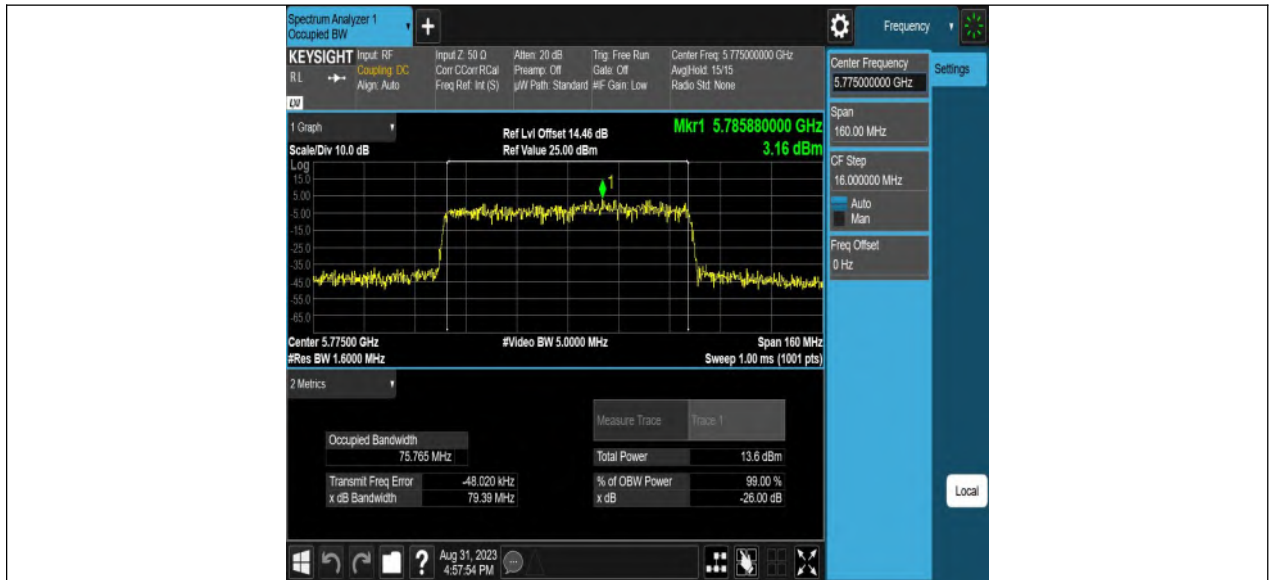 Spectrum Analyzer 1
Occupied BW
+
Frequency
KEYSIGHT Input: RF
Coupling: DC
Align: Auto
RL
Input Z: 50 Ω
Corr CCorr RCal
Freq Ref: Int (S)
Atten: 20 dB
Preamp: Off
µW Path: Standard
Trig: Free Run
Gate: Off
#IF Gain: Low
Center Freq: 5.775000000 GHz
Avg|Hold: 15/15
Radio Std: None
LXI
1 Graph
Scale/Div 10.0 dB
Log
Ref Lvl Offset 14.46 dB
Ref Value 25.00 dBm
Mkr1 5.785880000 GHz
3.16 dBm
15.0
5.00
-5.00
-15.0
-25.0
-35.0
-45.0
-55.0
-65.0
1
Center 5.77500 GHz
#Res BW 1.6000 MHz
#Video BW 5.0000 MHz
Span 160 MHz
Sweep 1.00 ms (1001 pts)
2 Metrics
Measure Trace Trace 1
Occupied Bandwidth
75.765 MHz
Total Power 13.6 dBm
Transmit Freq Error -48.020 kHz
% of OBW Power 99.00 %
x dB Bandwidth 79.39 MHz
x dB -26.00 dB
Center Frequency
5.775000000 GHz
Settings
Span
160.00 MHz
CF Step
16.000000 MHz
Auto
Man
Freq Offset
0 Hz
Local
?
Aug 31, 2023
4:57:54 PM